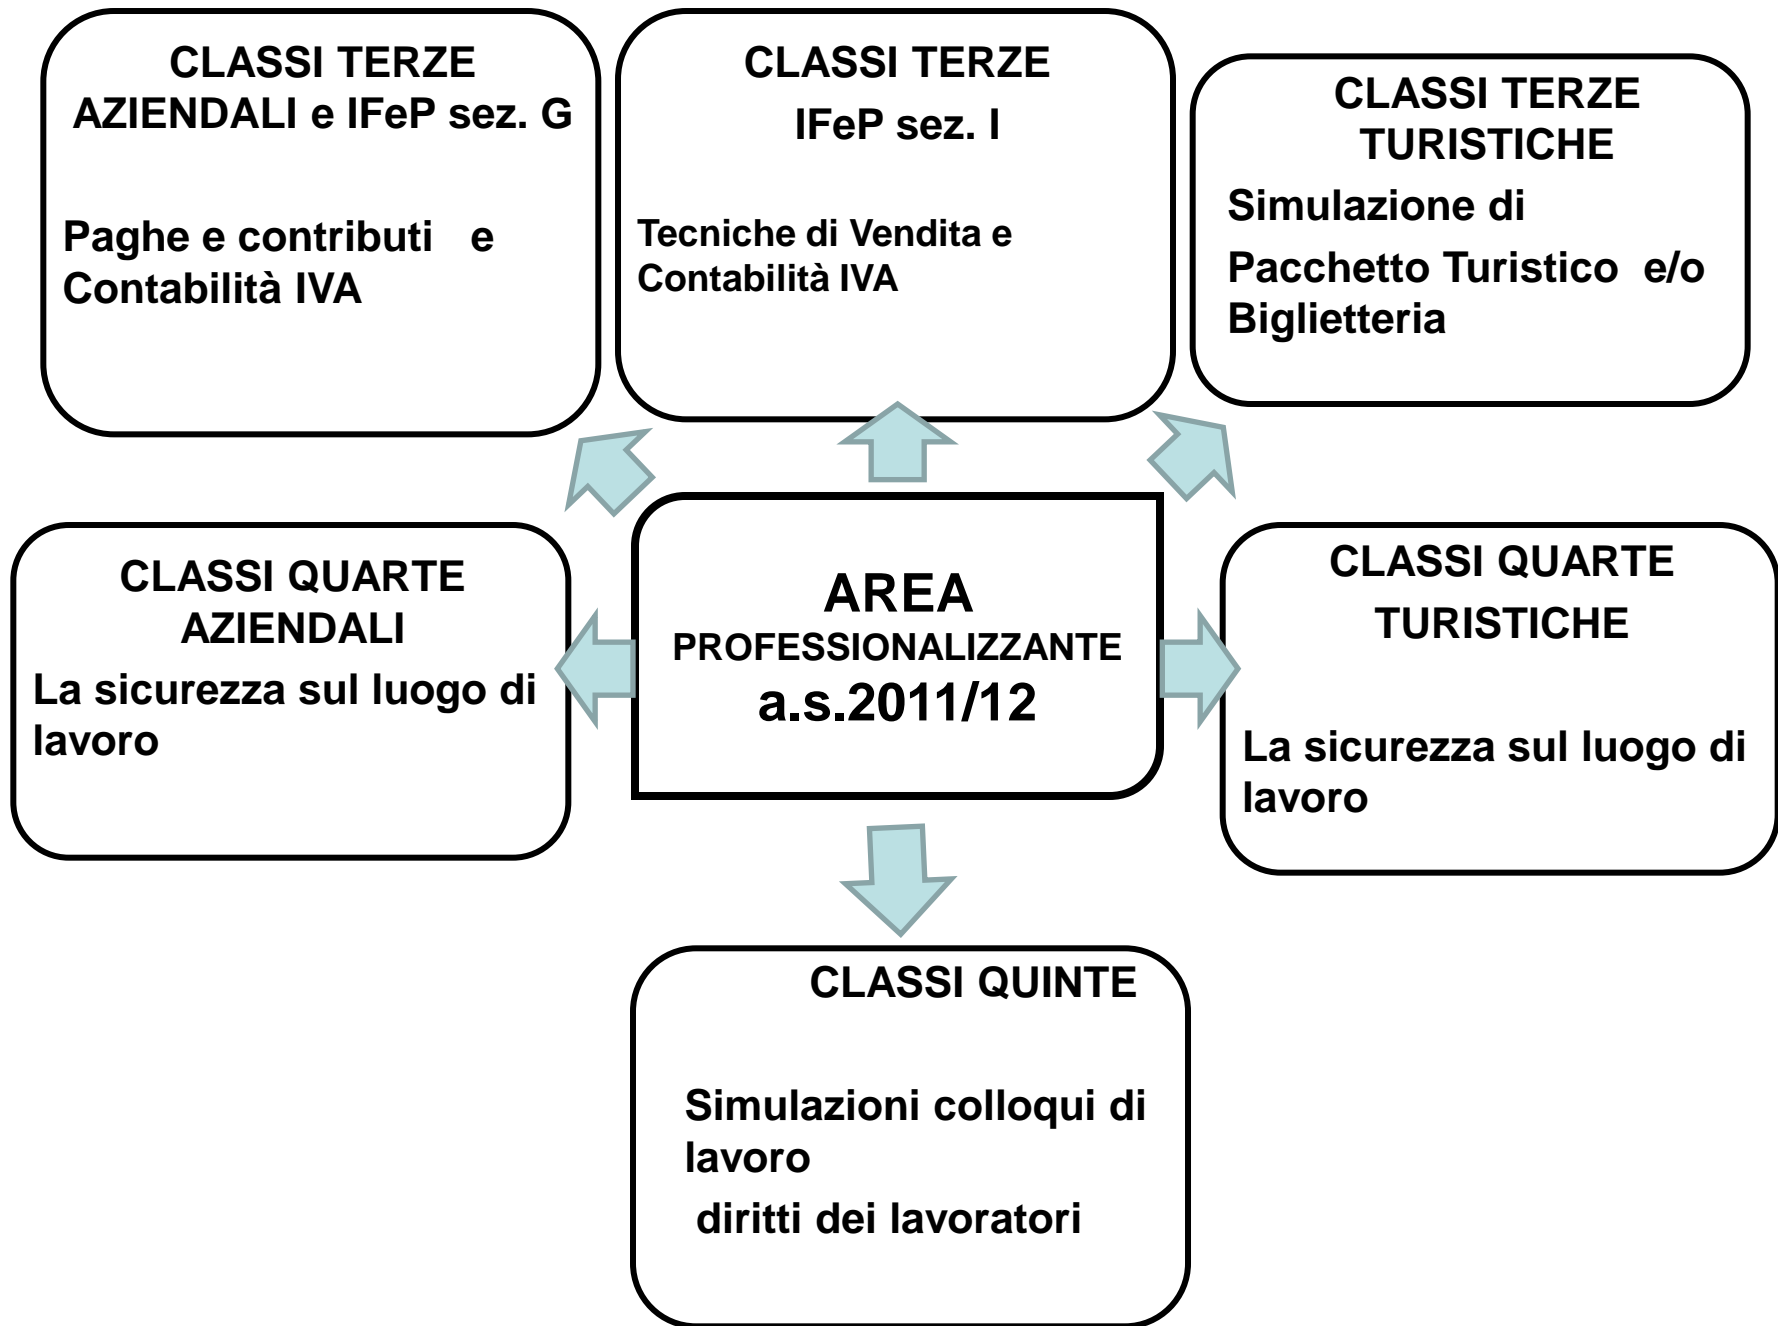 CLASSI TERZE
AZIENDALI e IFeP sez. G
Paghe e contributi e
Contabilità IVA
CLASSI TERZE
IFeP sez. I
Tecniche di Vendita e
Contabilità IVA
CLASSI TERZE
TURISTICHE
Simulazione di
Pacchetto Turistico e/o
Biglietteria
CLASSI QUARTE
AZIENDALI
La sicurezza sul luogo di
lavoro
AREA
PROFESSIONALIZZANTE
a.s.2011/12
CLASSI QUARTE
TURISTICHE
La sicurezza sul luogo di
lavoro
CLASSI QUINTE
Simulazioni colloqui di
lavoro
diritti dei lavoratori